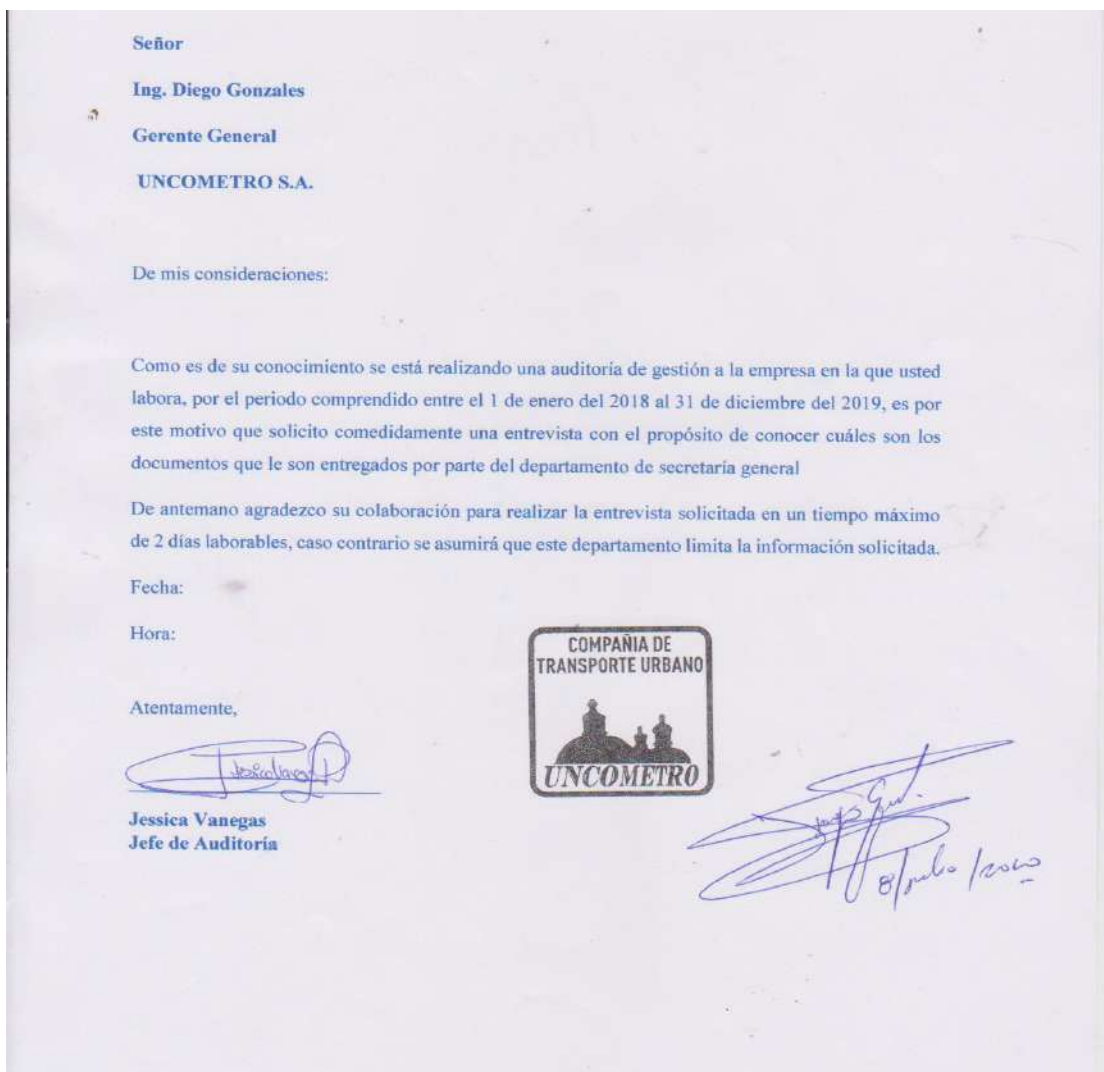 Señor
Ing. Diego Gonzales
Gerente General
UNCOMETRO S.A.
De mis consideraciones:
Como es de su conocimiento se está realizando una auditoría de gestión a la empresa en la que usted
labora, por el periodo comprendido entre el 1 de enero del 2018 al 31 de diciembre del 2019, es por
este motivo que solicito comedidamente una entrevista con el propósito de conocer cuáles son los
documentos que le son entregados por parte del departamento de secretaría general
De antemano agradezco su colaboración para realizar la entrevista solicitada en un tiempo máximo
de 2 días laborables, caso contrario se asumirá que este departamento limita la información solicitada.
Fecha:
Hora:
COMPAÑIA DE
TRANSPORTE URBANO
UNCOMETRO
Atentamente,
Jessica Vanegas
Jefe de Auditoría
8/julio/2020